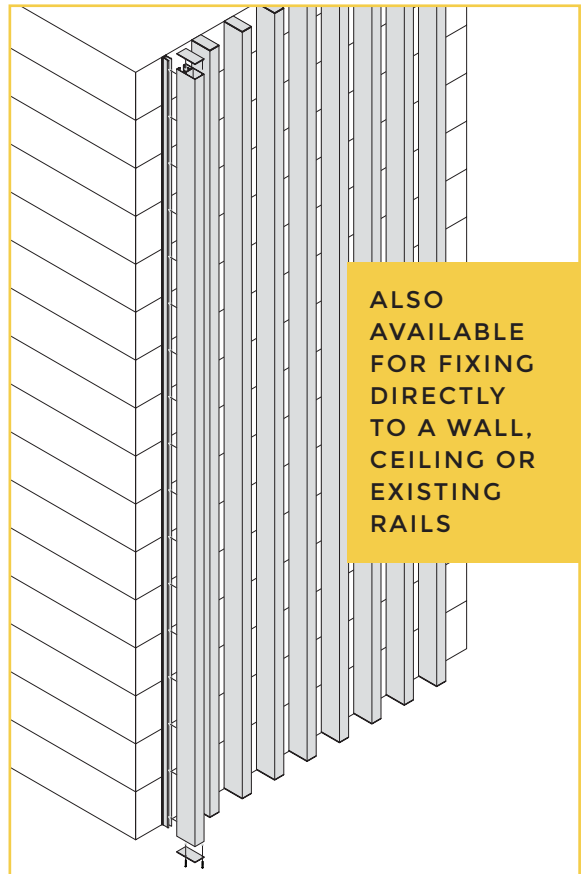 ALSO
AVAILABLE
FOR FIXING
DIRECTLY
TO A WALL,
CEILING OR
EXISTING
RAILS